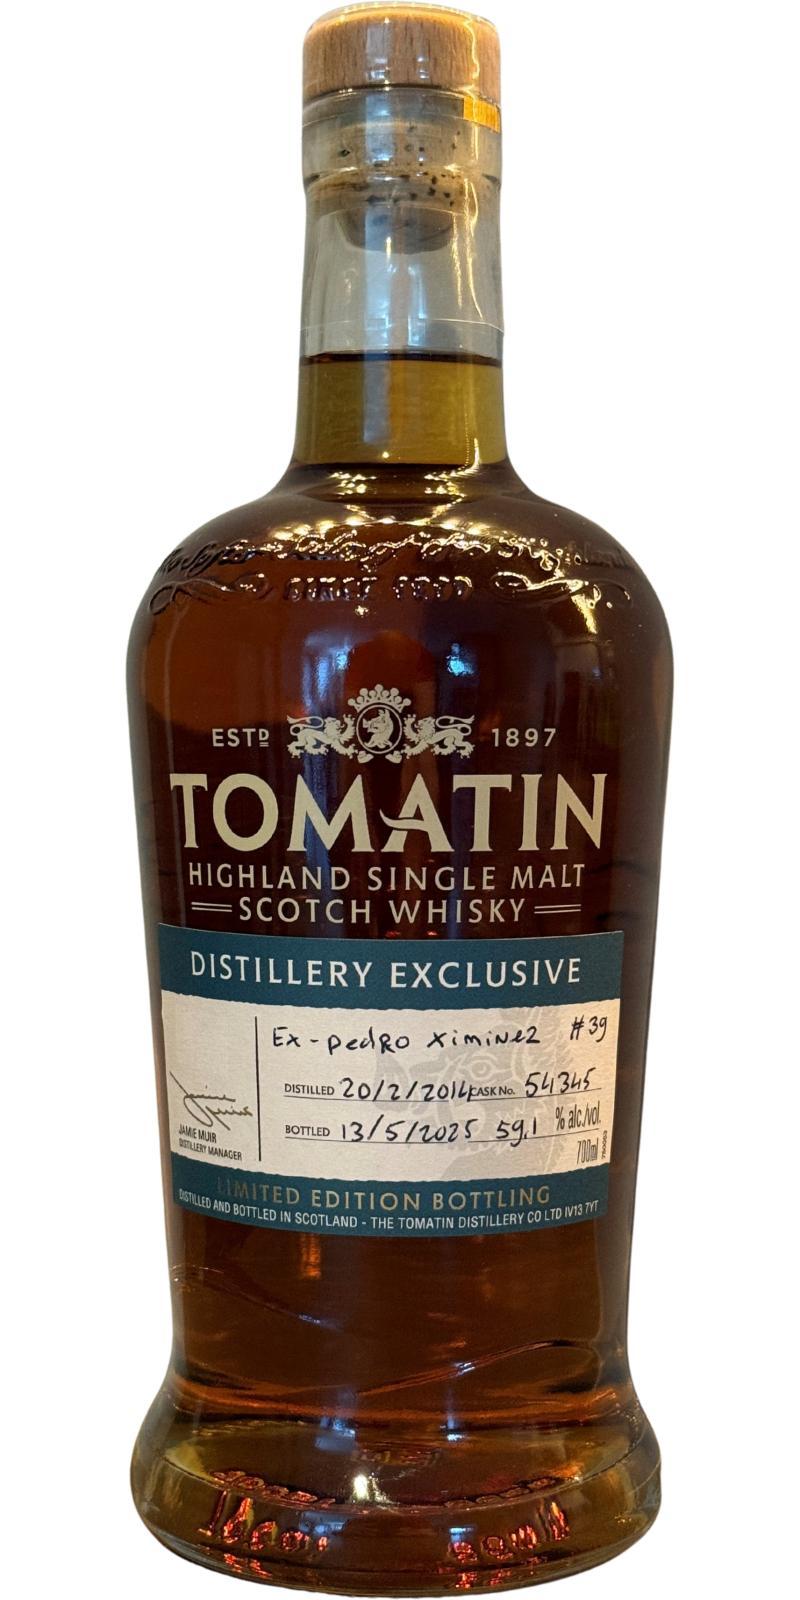 SINCE 1897
ESTD 1897
TOMATIN
HIGHLAND SINGLE MALT
SCOTCH WHISKY
DISTILLERY EXCLUSIVE
Ex-pedRO XiMiNez #39
DISTILLED 20/2/2014 CASK No. 54345
BOTTLED 13/5/2025 59.1 % alc./vol.
JAMIE MUIR
DISTILLERY MANAGER
700ml
LIMITED EDITION BOTTLING
DISTILLED AND BOTTLED IN SCOTLAND - THE TOMATIN DISTILLERY CO LTD IV13 7YT